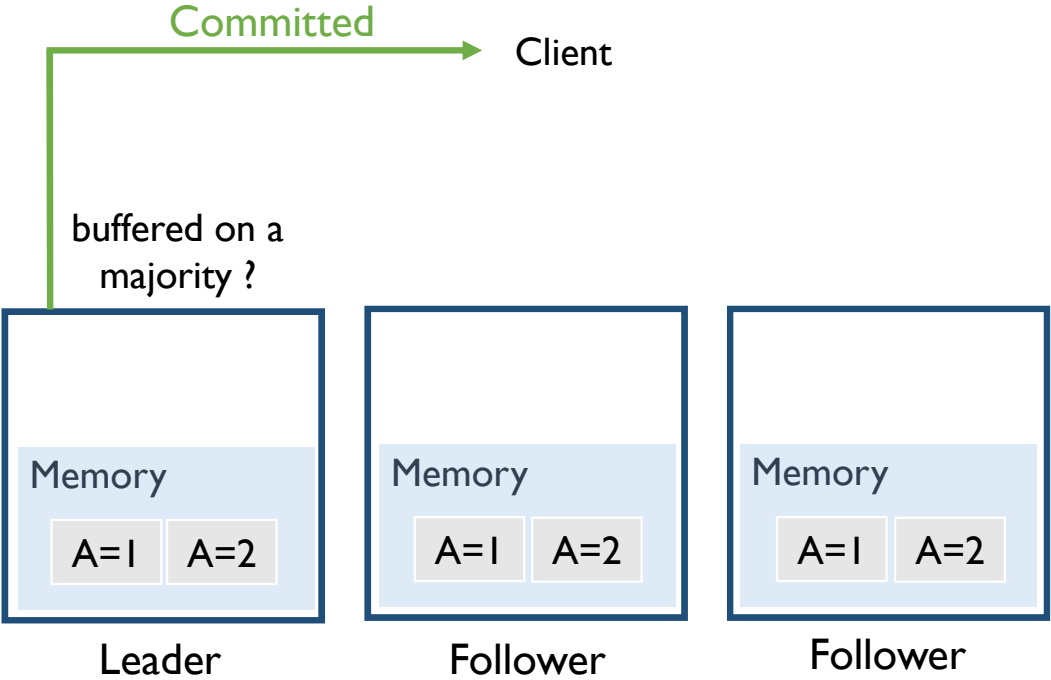 Committed
Client
buffered on a
majority ?
Memory
A=1 A=2
Leader
Memory
A=1 A=2
Follower
Memory
A=1 A=2
Follower